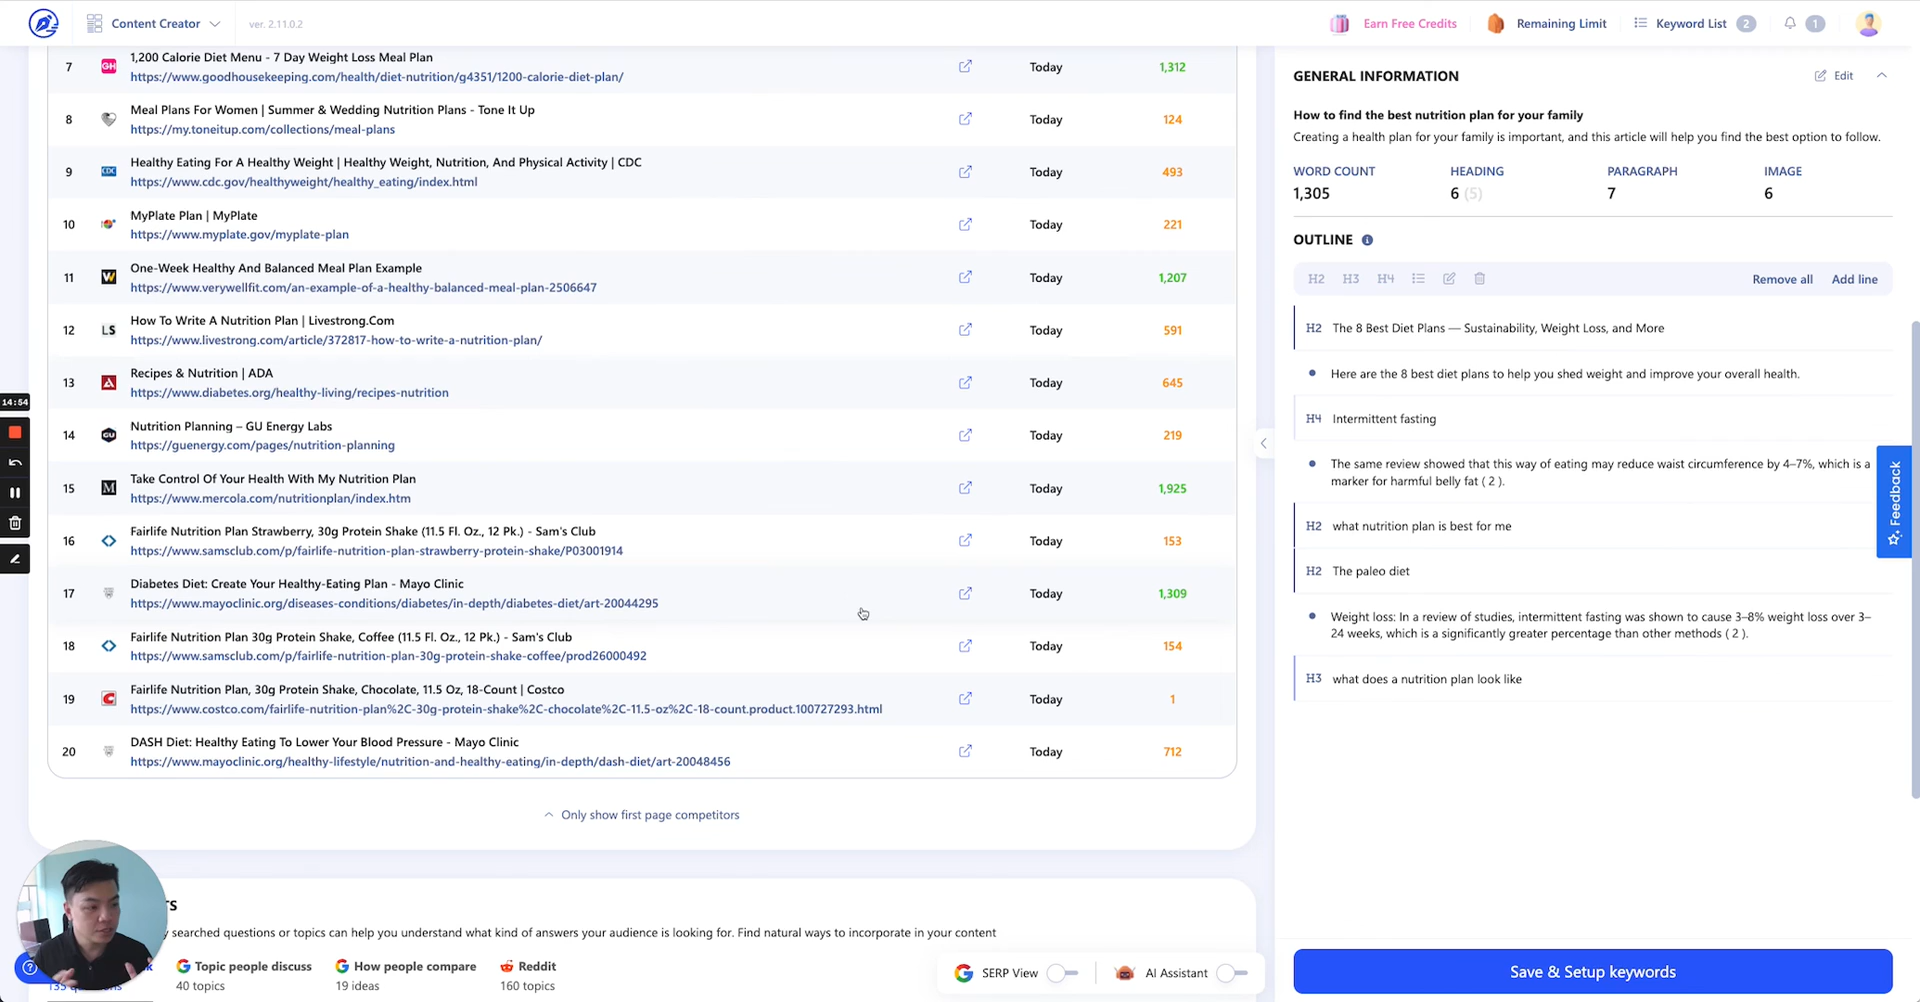 Content Creator
ver. 2.11.0.2
Earn Free Credits
Remaining Limit
Keyword List 2
1
7 GH 1,200 Calorie Diet Menu - 7 Day Weight Loss Meal Plan
https://www.goodhousekeeping.com/health/diet-nutrition/g4351/1200-calorie-diet-plan/
Today 1,312
8 Meal Plans For Women | Summer & Wedding Nutrition Plans - Tone It Up
https://my.toneitup.com/collections/meal-plans
Today 124
9 CDC Healthy Eating For A Healthy Weight | Healthy Weight, Nutrition, And Physical Activity | CDC
https://www.cdc.gov/healthyweight/healthy_eating/index.html
Today 493
10 MyPlate Plan | MyPlate
https://www.myplate.gov/myplate-plan
Today 221
11 W One-Week Healthy And Balanced Meal Plan Example
https://www.verywellfit.com/an-example-of-a-healthy-balanced-meal-plan-2506647
Today 1,207
12 LS How To Write A Nutrition Plan | Livestrong.Com
https://www.livestrong.com/article/372817-how-to-write-a-nutrition-plan/
Today 591
13 Recipes & Nutrition | ADA
https://www.diabetes.org/healthy-living/recipes-nutrition
Today 645
14 GU Nutrition Planning – GU Energy Labs
https://guenergy.com/pages/nutrition-planning
Today 219
15 M Take Control Of Your Health With My Nutrition Plan
https://www.mercola.com/nutritionplan/index.htm
Today 1,925
16 Fairlife Nutrition Plan Strawberry, 30g Protein Shake (11.5 Fl. Oz., 12 Pk.) - Sam's Club
https://www.samsclub.com/p/fairlife-nutrition-plan-strawberry-protein-shake/P03001914
Today 153
17 Diabetes Diet: Create Your Healthy-Eating Plan - Mayo Clinic
https://www.mayoclinic.org/diseases-conditions/diabetes/in-depth/diabetes-diet/art-20044295
Today 1,309
18 Fairlife Nutrition Plan 30g Protein Shake, Coffee (11.5 Fl. Oz., 12 Pk.) - Sam's Club
https://www.samsclub.com/p/fairlife-nutrition-plan-30g-protein-shake-coffee/prod26000492
Today 154
19 Fairlife Nutrition Plan, 30g Protein Shake, Chocolate, 11.5 Oz, 18-Count | Costco
https://www.costco.com/fairlife-nutrition-plan%2C-30g-protein-shake%2C-chocolate%2C-11.5-oz%2C-18-count.product.100727293.html
Today 1
20 DASH Diet: Healthy Eating To Lower Your Blood Pressure - Mayo Clinic
https://www.mayoclinic.org/healthy-lifestyle/nutrition-and-healthy-eating/in-depth/dash-diet/art-20048456
Today 712
Only show first page competitors
14:54
TS
searched questions or topics can help you understand what kind of answers your audience is looking for. Find natural ways to incorporate in your content
Topic people discuss
40 topics
How people compare
19 ideas
Reddit
160 topics
SERP View
AI Assistant
GENERAL INFORMATION
Edit
How to find the best nutrition plan for your family
Creating a health plan for your family is important, and this article will help you find the best option to follow.
WORD COUNT HEADING PARAGRAPH IMAGE
1,305 6 (5) 7 6
OUTLINE
H2 H3 H4 Remove all Add line
H2 The 8 Best Diet Plans — Sustainability, Weight Loss, and More
Here are the 8 best diet plans to help you shed weight and improve your overall health.
H4 Intermittent fasting
The same review showed that this way of eating may reduce waist circumference by 4–7%, which is a
marker for harmful belly fat ( 2 ).
H2 what nutrition plan is best for me
H2 The paleo diet
Weight loss: In a review of studies, intermittent fasting was shown to cause 3–8% weight loss over 3–
24 weeks, which is a significantly greater percentage than other methods ( 2 ).
H3 what does a nutrition plan look like
Feedback
Save & Setup keywords